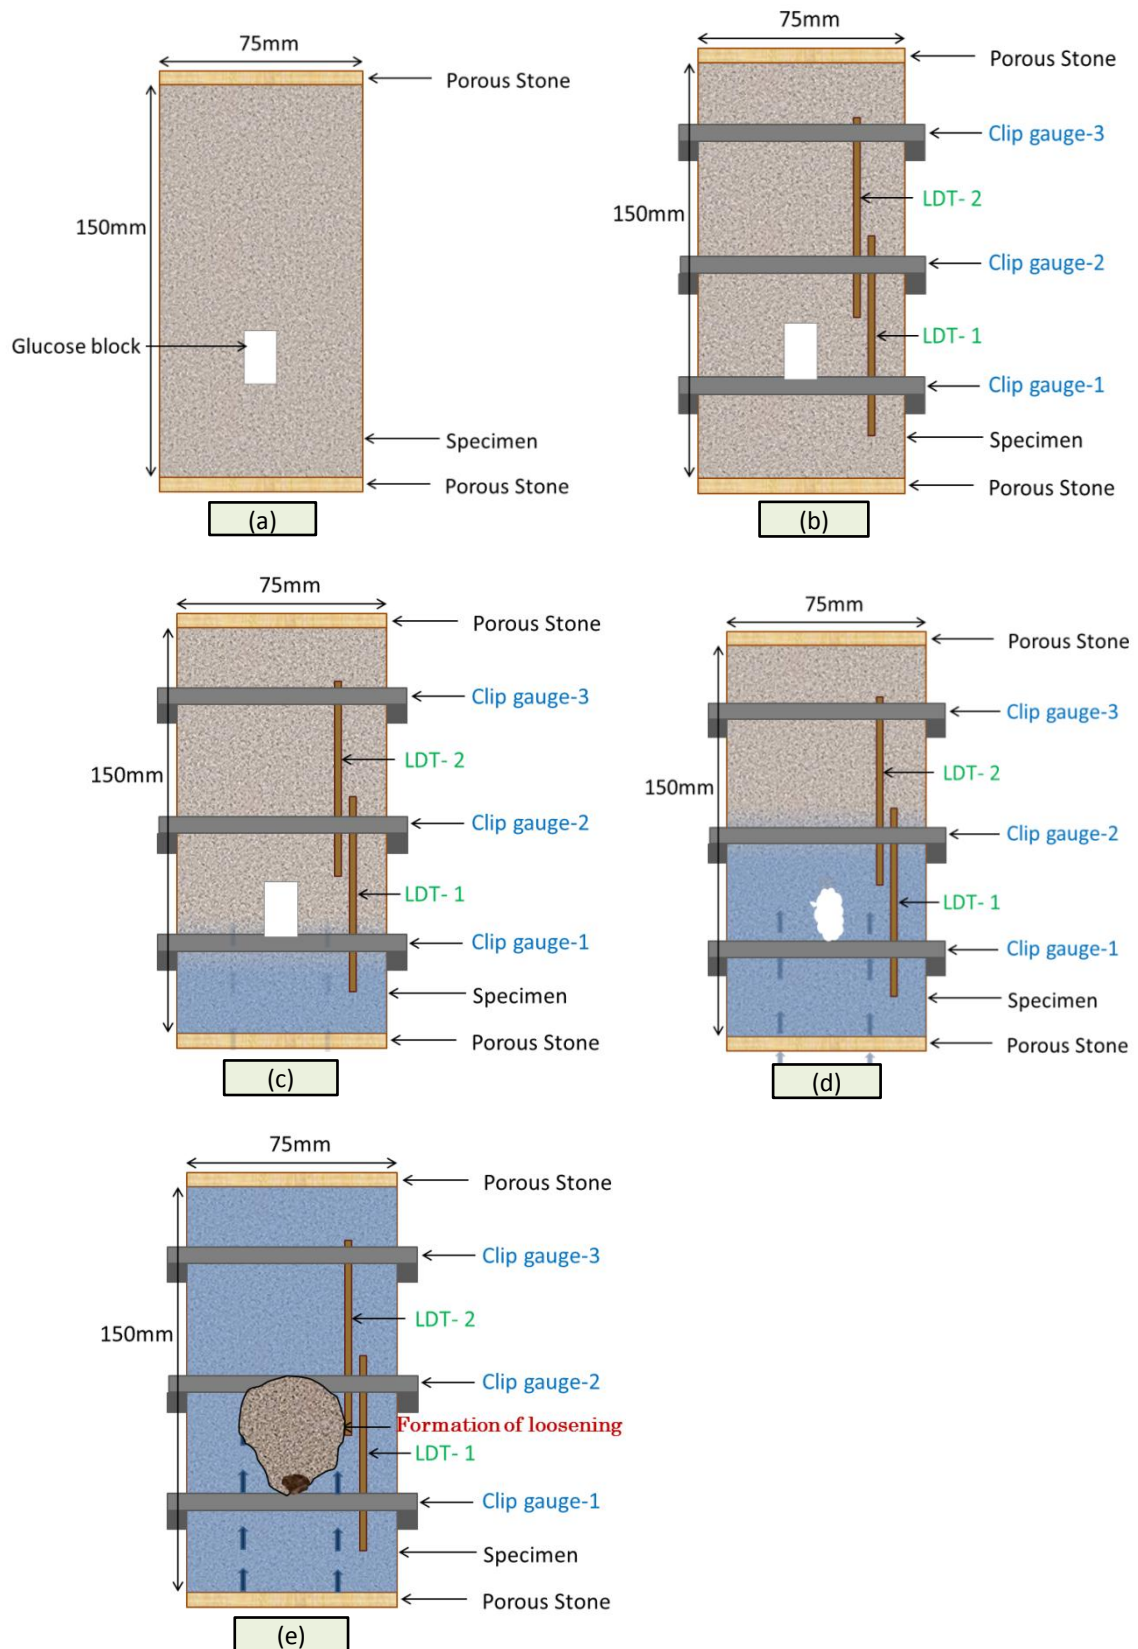 75mm
Porous Stone
150mm
Glucose block
Specimen
Porous Stone
(a)
75mm
Porous Stone
Clip gauge-3
LDT- 2
150mm
Clip gauge-2
LDT- 1
Clip gauge-1
Specimen
Porous Stone
(b)
75mm
Porous Stone
Clip gauge-3
LDT- 2
150mm
Clip gauge-2
LDT- 1
Clip gauge-1
Specimen
Porous Stone
(c)
75mm
Porous Stone
Clip gauge-3
LDT- 2
150mm
Clip gauge-2
LDT- 1
Clip gauge-1
Specimen
Porous Stone
(d)
75mm
Porous Stone
Clip gauge-3
LDT- 2
150mm
Clip gauge-2
Formation of loosening
LDT- 1
Clip gauge-1
Specimen
Porous Stone
(e)